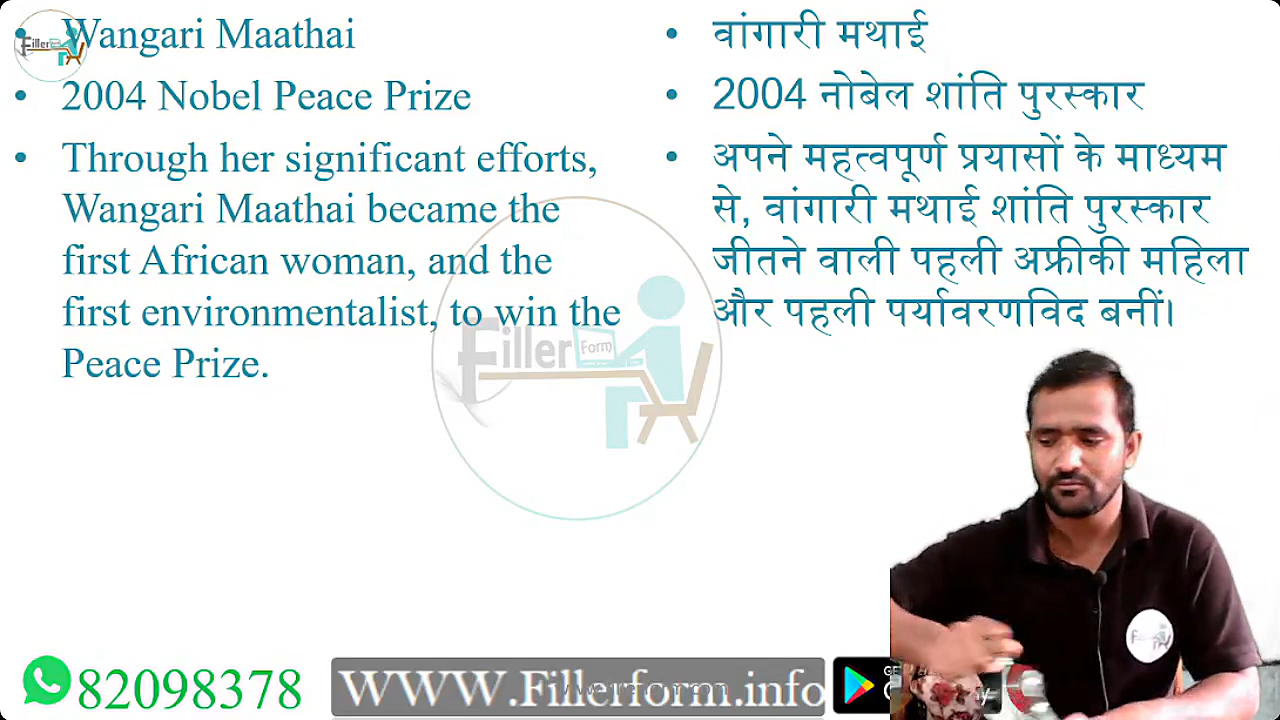 Wangari Maathai
2004 Nobel Peace Prize
Through her significant efforts,
Wangari Maathai became the
first African woman, and the
first environmentalist, to win the
Peace Prize.
वांगारी मथाई
2004 नोबेल शांति पुरस्कार
अपने महत्वपूर्ण प्रयासों के माध्यम
से, वांगारी मथाई शांति पुरस्कार
जीतने वाली पहली अफ्रीकी महिला
और पहली पर्यावरणविद बनीं।
Filler Form
82098378
WWW.Fillerform.info